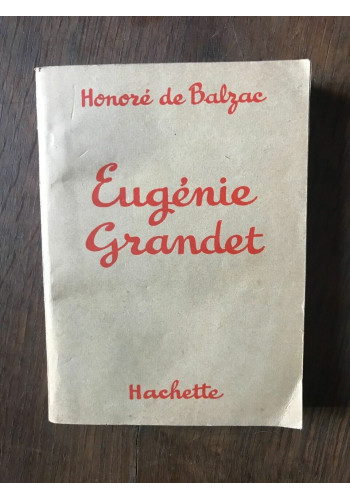 Honoré de Balzac
Eugénie
Grandet
Hachette